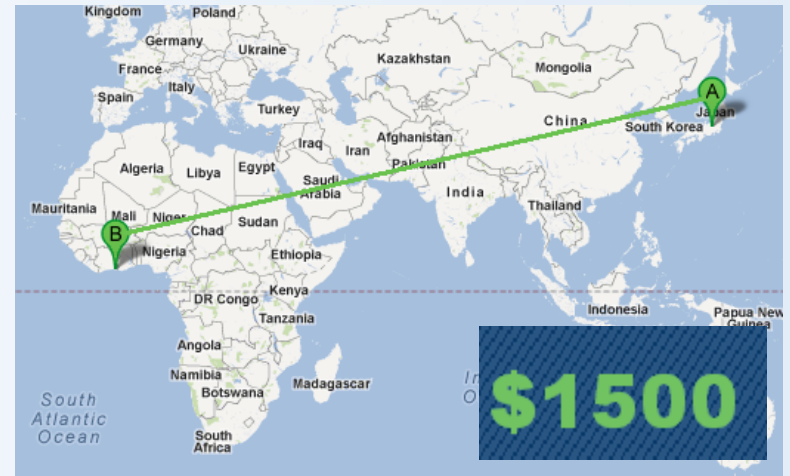 Kingdom
Poland
Germany
Ukraine
France
Kazakhstan
Mongolia
Italy
Spain
Turkey
A
Japan
China
South Korea
Iraq
Iran
Afghanistan
Pakistan
Algeria
Libya
Egypt
Saudi
Arabia
India
Mauritania
Mali
Niger
Chad
Sudan
Thailand
B
Nigeria
Ethiopia
DR Congo
Kenya
Tanzania
Indonesia
Papua New
Guinea
Angola
Namibia
Botswana
Madagascar
South
Atlantic
Ocean
South
Africa
In
O
$1500